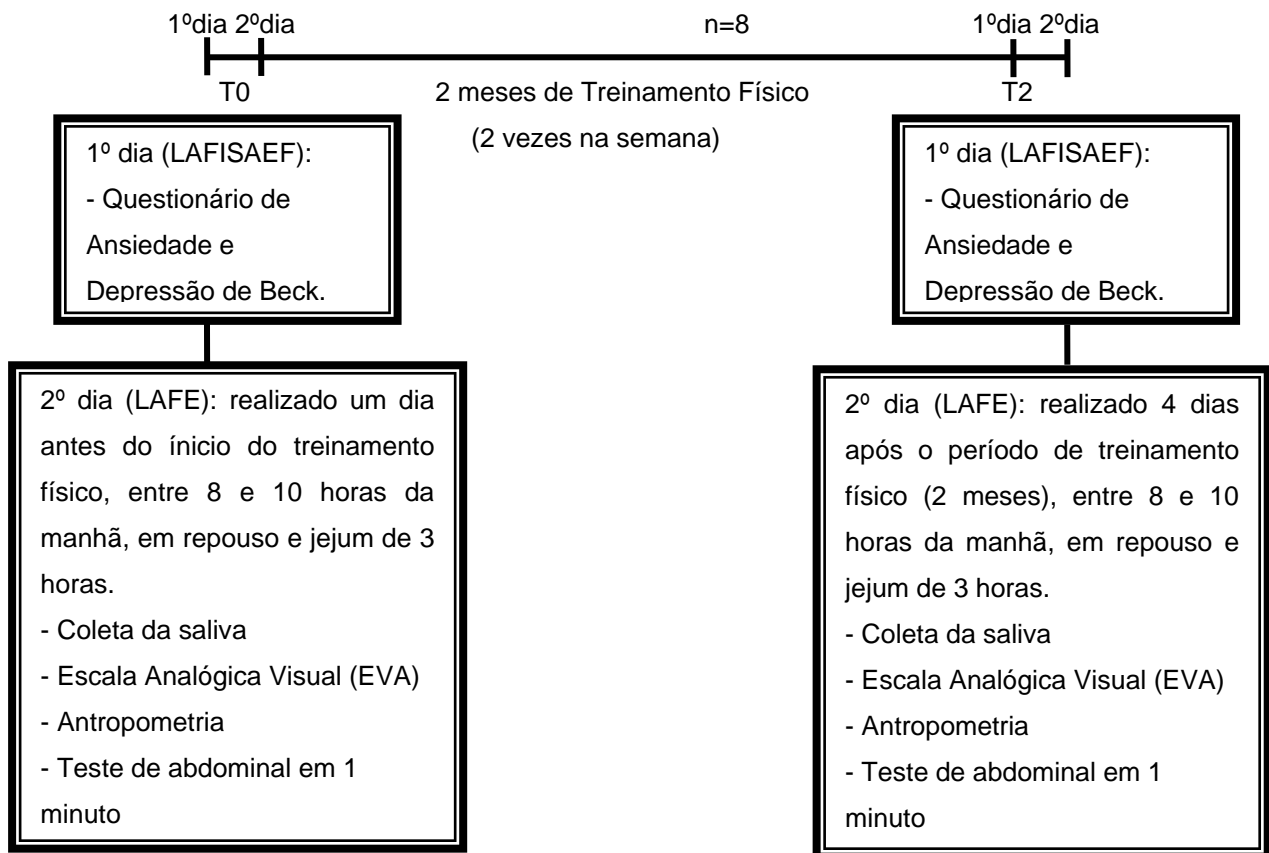 1ºdia 2ºdia
n=8
1ºdia 2ºdia
T0
2 meses de Treinamento Físico
(2 vezes na semana)
T2
1º dia (LAFISAEF):
- Questionário de
Ansiedade e
Depressão de Beck.
1º dia (LAFISAEF):
- Questionário de
Ansiedade e
Depressão de Beck.
2º dia (LAFE): realizado um dia
antes do ínicio do treinamento
físico, entre 8 e 10 horas da
manhã, em repouso e jejum de 3
horas.
- Coleta da saliva
- Escala Analógica Visual (EVA)
- Antropometria
- Teste de abdominal em 1
minuto
2º dia (LAFE): realizado 4 dias
após o período de treinamento
físico (2 meses), entre 8 e 10
horas da manhã, em repouso e
jejum de 3 horas.
- Coleta da saliva
- Escala Analógica Visual (EVA)
- Antropometria
- Teste de abdominal em 1
minuto